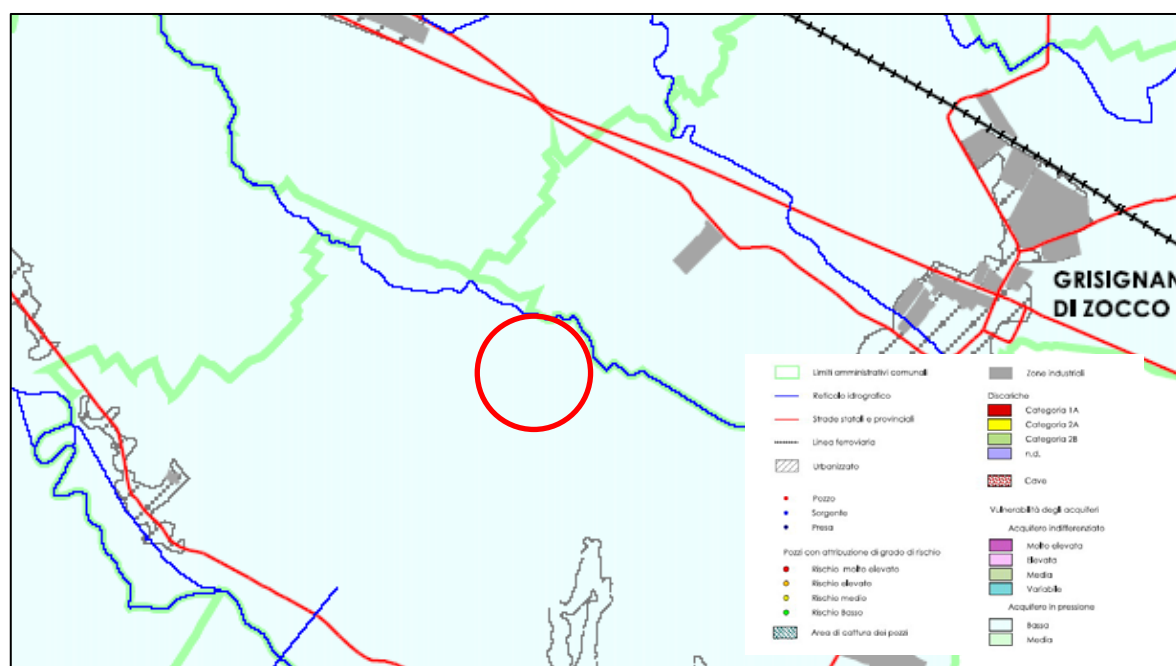 GRISIGNAN
DI ZOCCO
Limiti amministrativi comunali
Reticolo idrografico
Strade statali e provinciali
Linea ferroviaria
Urbanizzato
Pozzo
Sorgente
Presa
Pozzi con attribuzione di grado di rischio
Rischio molto elevato
Rischio elevato
Rischio medio
Rischio Basso
Area di cattura dei pozzi
Zone industriali
Discariche
Categoria 1A
Categoria 2A
Categoria 2B
n.d.
Cave
Vulnerabilità degli acquiferi
Acquifero indifferenziato
Molto elevata
Elevata
Media
Variabile
Acquifero in pressione
Bassa
Media